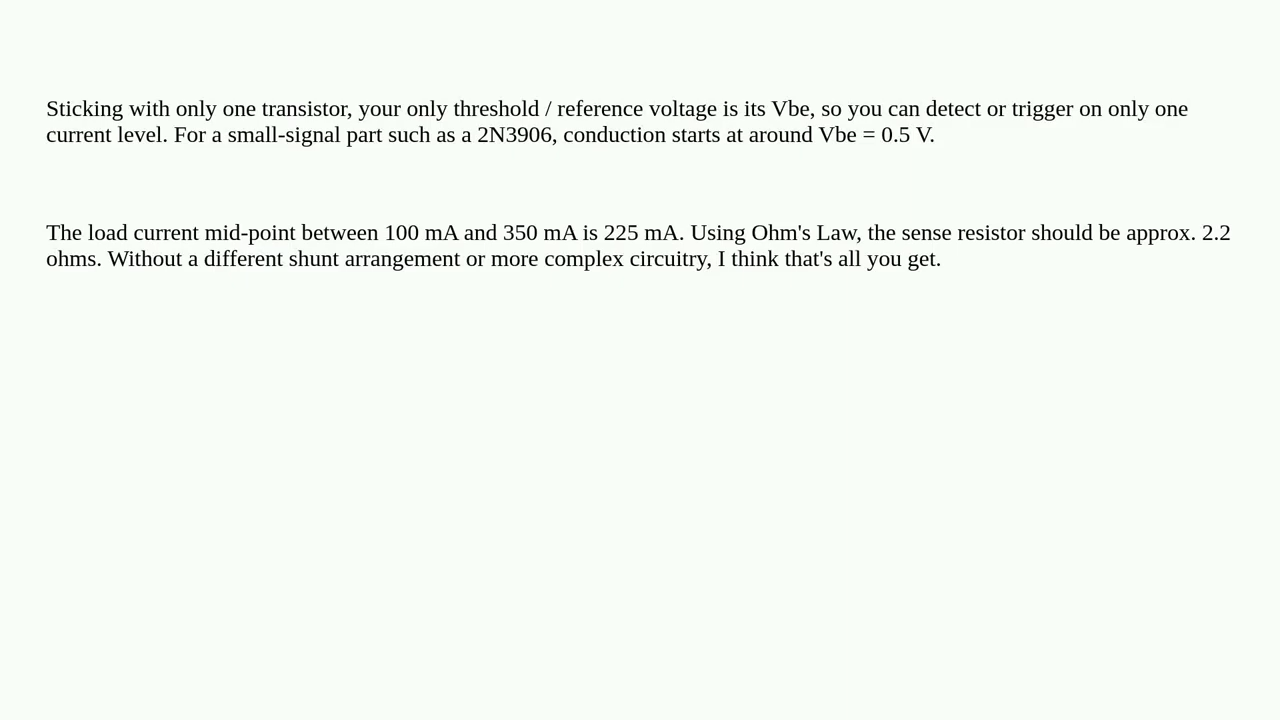 Sticking with only one transistor, your only threshold / reference voltage is its Vbe, so you can detect or trigger on only one
current level. For a small-signal part such as a 2N3906, conduction starts at around Vbe = 0.5 V.
The load current mid-point between 100 mA and 350 mA is 225 mA. Using Ohm's Law, the sense resistor should be approx. 2.2
ohms. Without a different shunt arrangement or more complex circuitry, I think that's all you get.